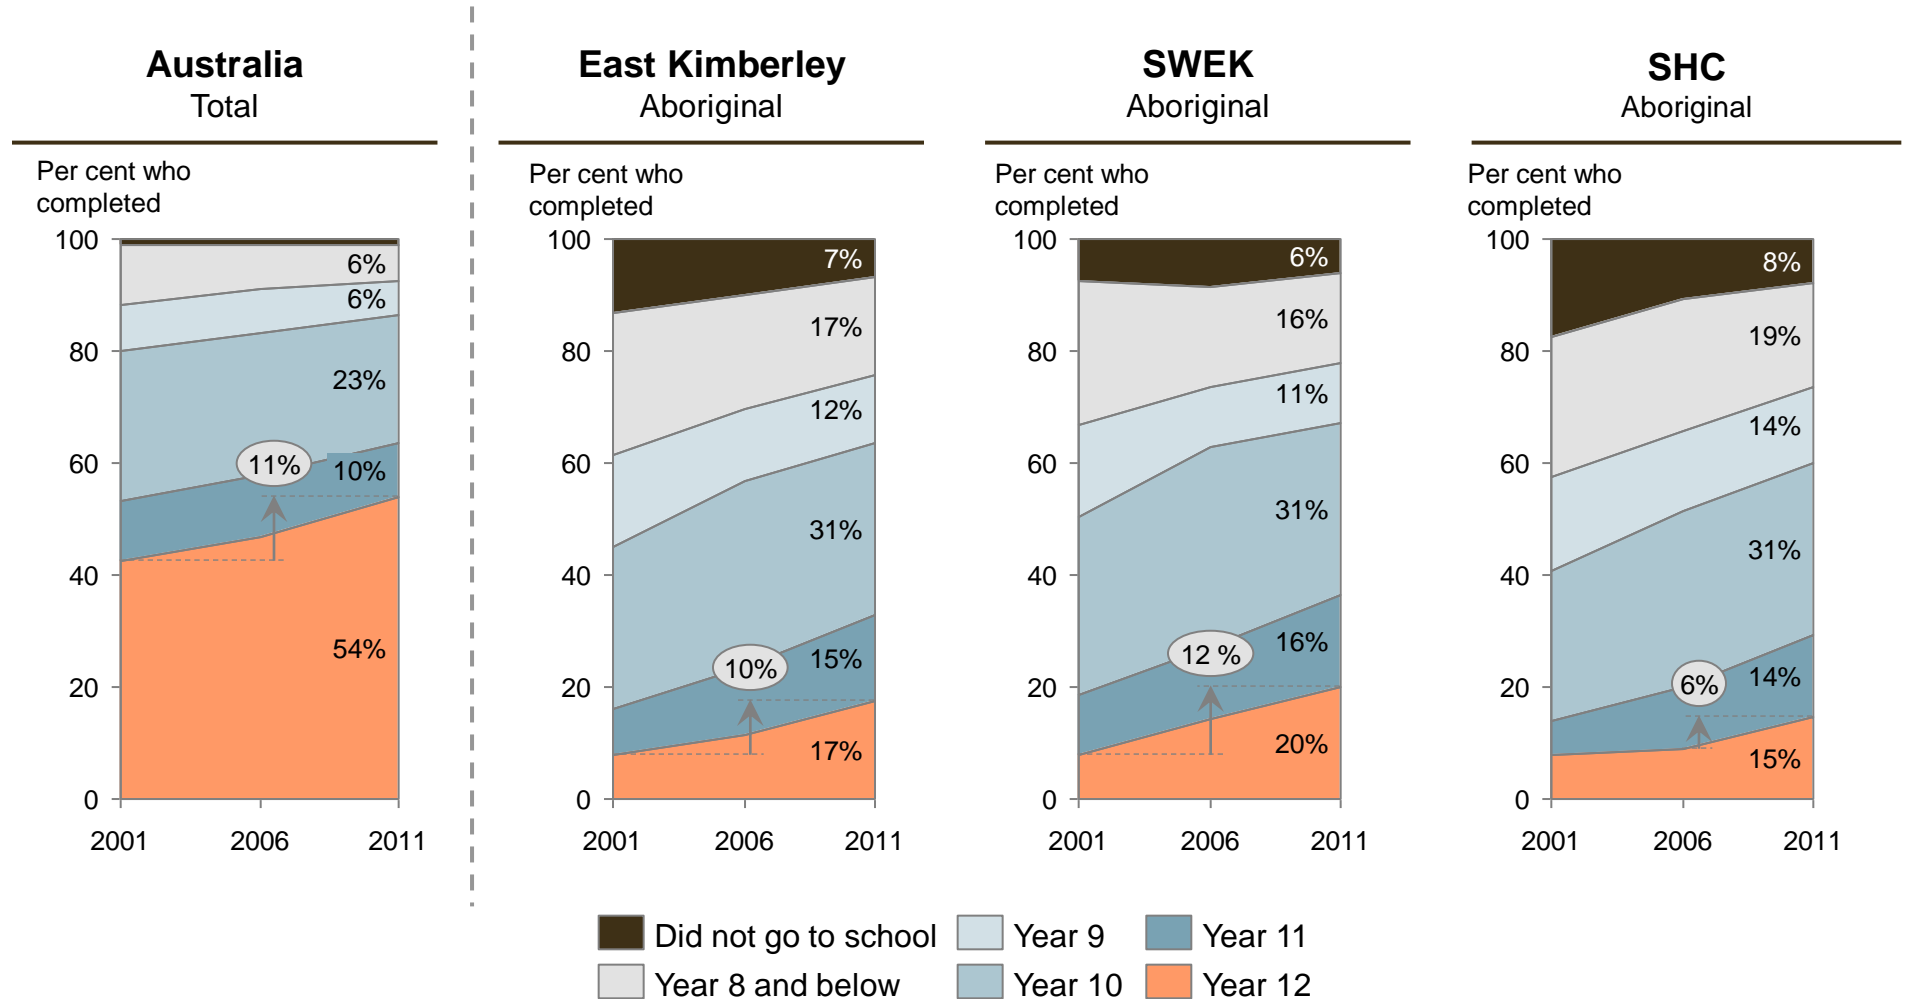 Australia
Total
Per cent who
completed
100
80
60
40
20
0
6%
6%
23%
11%
10%
54%
2001
2006
2011
East Kimberley
Aboriginal
Per cent who
completed
100
80
60
40
20
0
7%
17%
12%
31%
10%
15%
17%
2001
2006
2011
SWEK
Aboriginal
Per cent who
completed
100
80
60
40
20
0
6%
16%
11%
31%
12 %
16%
20%
2001
2006
2011
SHC
Aboriginal
Per cent who
completed
100
80
60
40
20
0
8%
19%
14%
31%
6%
14%
15%
2001
2006
2011
Did not go to school
Year 9
Year 11
Year 8 and below
Year 10
Year 12